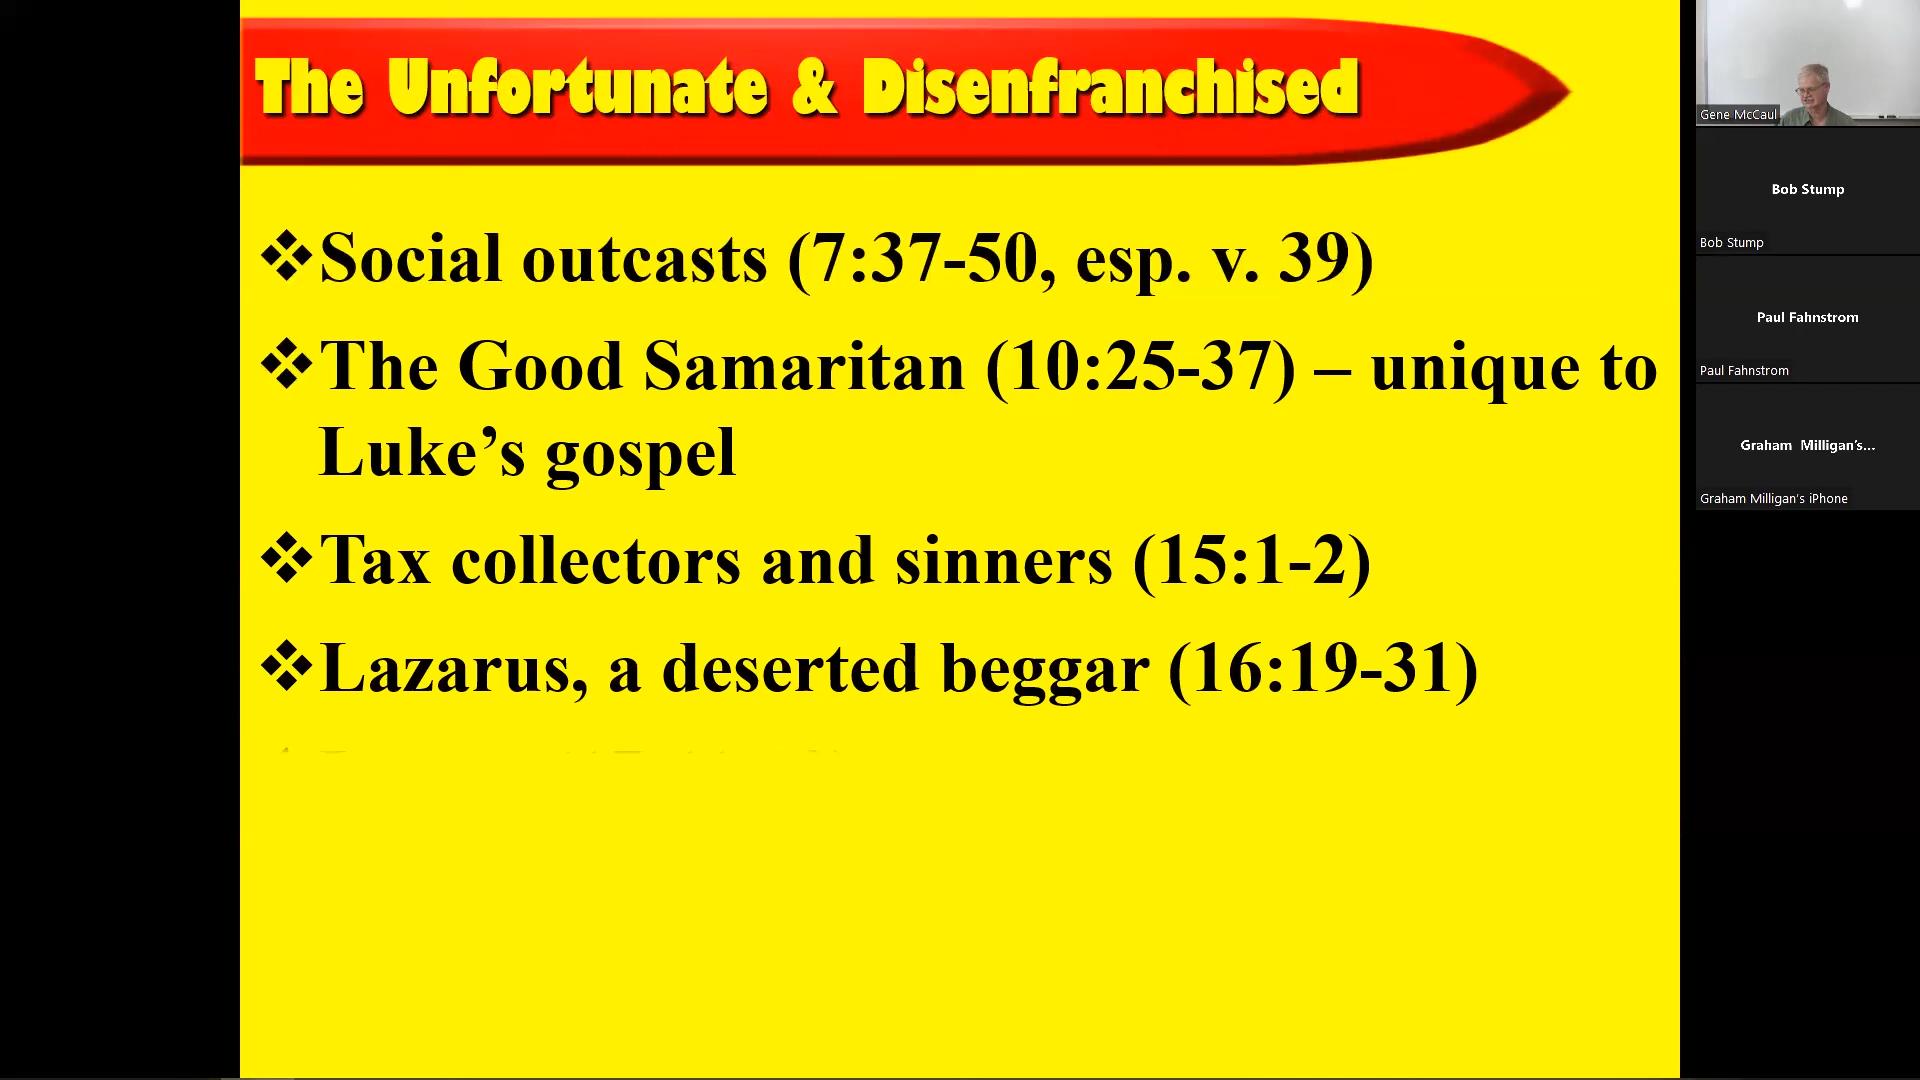 The Unfortunate & Disenfranchised
❖Social outcasts (7:37-50, esp. v. 39)
❖The Good Samaritan (10:25-37) – unique to
Luke’s gospel
❖Tax collectors and sinners (15:1-2)
❖Lazarus, a deserted beggar (16:19-31)
Gene McCaul
Bob Stump
Bob Stump
Paul Fahnstrom
Paul Fahnstrom
Graham Milligan's...
Graham Milligan's iPhone